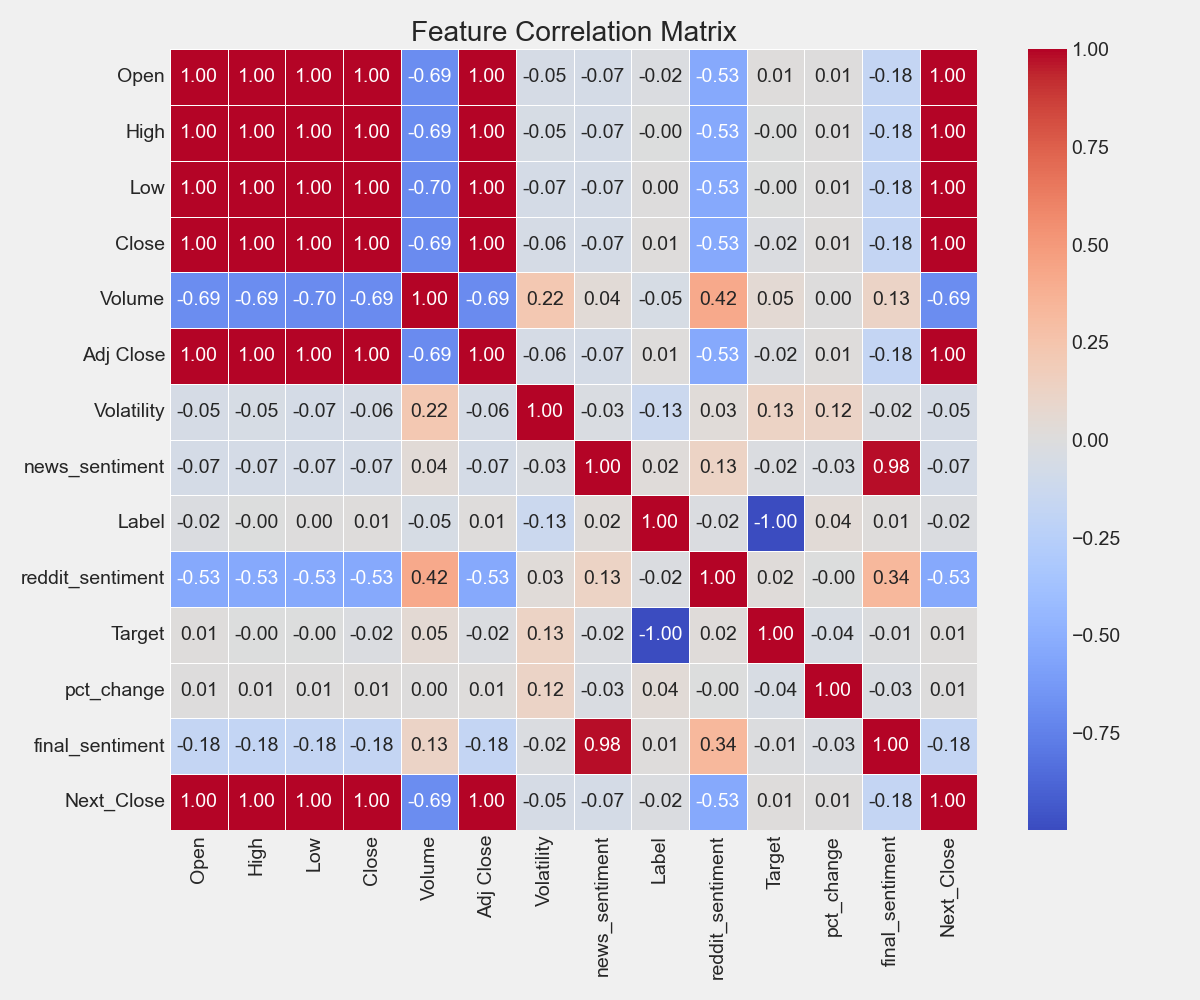 Feature Correlation Matrix
Open 1.00 1.00 1.00 1.00 -0.69 1.00 -0.05 -0.07 -0.02 -0.53 0.01 0.01 -0.18 1.00
High 1.00 1.00 1.00 1.00 -0.69 1.00 -0.05 -0.07 -0.00 -0.53 -0.00 0.01 -0.18 1.00
Low 1.00 1.00 1.00 1.00 -0.70 1.00 -0.07 -0.07 0.00 -0.53 -0.00 0.01 -0.18 1.00
Close 1.00 1.00 1.00 1.00 -0.69 1.00 -0.06 -0.07 0.01 -0.53 -0.02 0.01 -0.18 1.00
Volume -0.69 -0.69 -0.70 -0.69 1.00 -0.69 0.22 0.04 -0.05 0.42 0.05 0.00 0.13 -0.69
Adj Close 1.00 1.00 1.00 1.00 -0.69 1.00 -0.06 -0.07 0.01 -0.53 -0.02 0.01 -0.18 1.00
Volatility -0.05 -0.05 -0.07 -0.06 0.22 -0.06 1.00 -0.03 -0.13 0.03 0.13 0.12 -0.02 -0.05
news_sentiment -0.07 -0.07 -0.07 -0.07 0.04 -0.07 -0.03 1.00 0.02 0.13 -0.02 -0.03 0.98 -0.07
Label -0.02 -0.00 0.00 0.01 -0.05 0.01 -0.13 0.02 1.00 -0.02 -1.00 0.04 0.01 -0.02
reddit_sentiment -0.53 -0.53 -0.53 -0.53 0.42 -0.53 0.03 0.13 -0.02 1.00 0.02 -0.00 0.34 -0.53
Target 0.01 -0.00 -0.00 -0.02 0.05 -0.02 0.13 -0.02 -1.00 0.02 1.00 -0.04 -0.01 0.01
pct_change 0.01 0.01 0.01 0.01 0.00 0.01 0.12 -0.03 0.04 -0.00 -0.04 1.00 -0.03 0.01
final_sentiment -0.18 -0.18 -0.18 -0.18 0.13 -0.18 -0.02 0.98 0.01 0.34 -0.01 -0.03 1.00 -0.18
Next_Close 1.00 1.00 1.00 1.00 -0.69 1.00 -0.05 -0.07 -0.02 -0.53 0.01 0.01 -0.18 1.00
Open
High
Low
Close
Volume
Adj Close
Volatility
news_sentiment
Label
reddit_sentiment
Target
pct_change
final_sentiment
Next_Close
1.00
0.75
0.50
0.25
0.00
−0.25
−0.50
−0.75